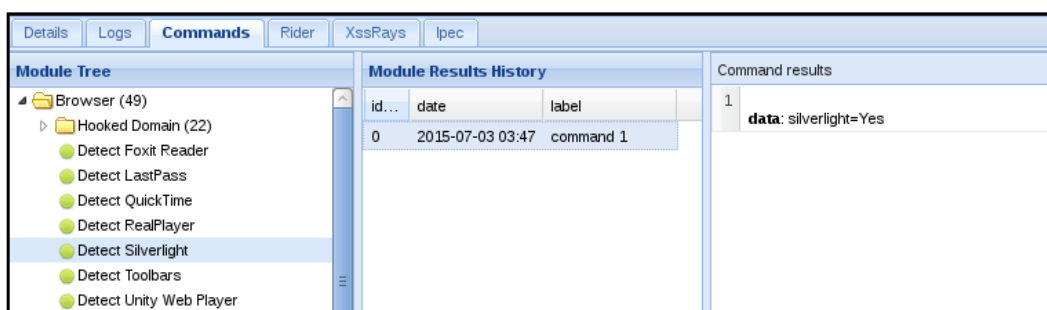 Details Logs Commands Rider XssRays Ipec
Module Tree
Browser (49)
Hooked Domain (22)
Detect Foxit Reader
Detect LastPass
Detect QuickTime
Detect RealPlayer
Detect Silverlight
Detect Toolbars
Detect Unity Web Player
Module Results History
id... date label
0 2015-07-03 03:47 command 1
Command results
1
data: silverlight=Yes